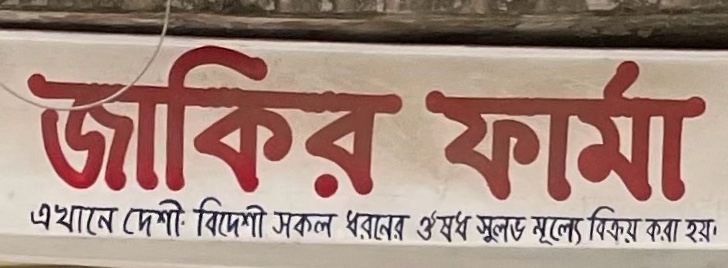 জাকির ফার্মা
এখানে দেশী বিদেশী সকল ধরনের ঔষধ সুলভ মূল্যে বিক্রয় করা হয়।